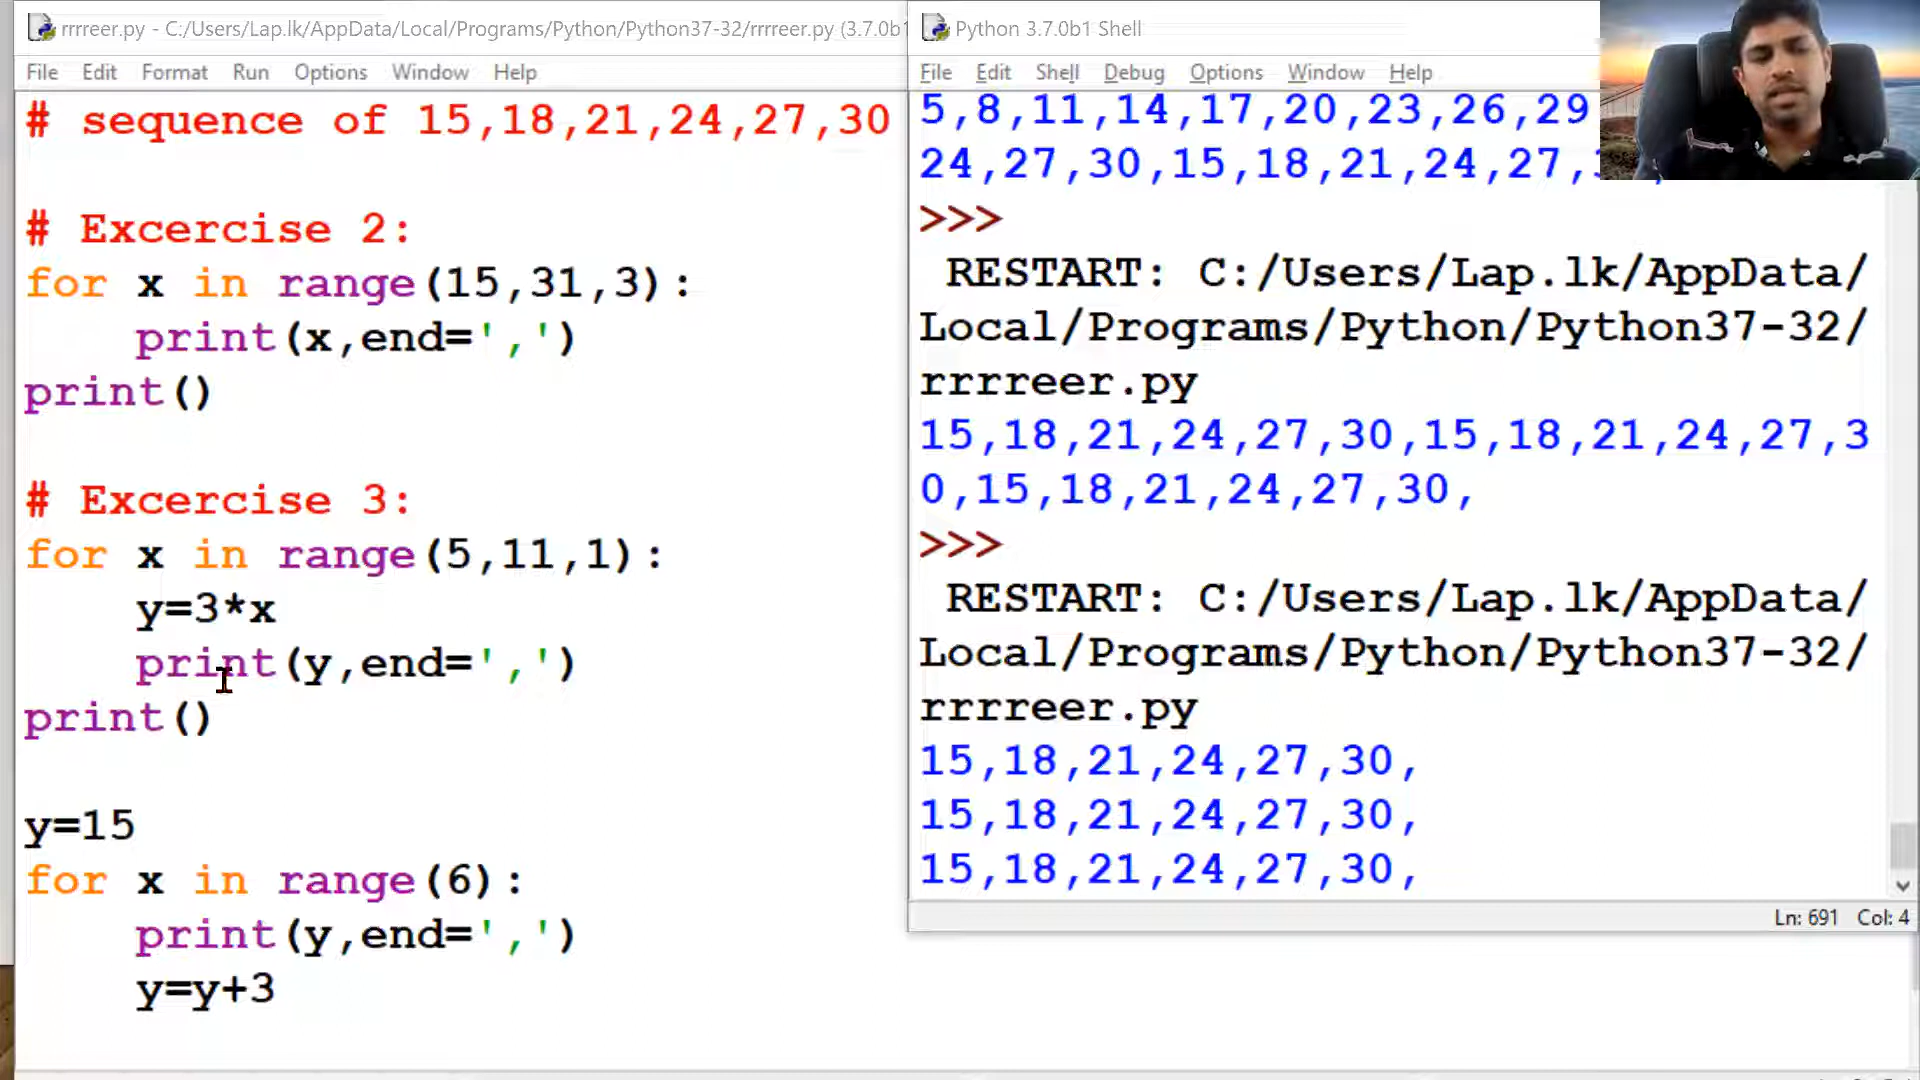 rrrreer.py - C:/Users/Lap.lk/AppData/Local/Programs/Python/Python37-32/rrrreer.py (3.7.0b1
File Edit Format Run Options Window Help
# sequence of 15,18,21,24,27,30
# Excercise 2:
for x in range(15,31,3):
print(x,end=',')
print()
# Excercise 3:
for x in range(5,11,1):
y=3*x
print(y,end=',')
print()
y=15
for x in range(6):
print(y,end=',')
y=y+3
Python 3.7.0b1 Shell
File Edit Shell Debug Options Window Help
5,8,11,14,17,20,23,26,29
24,27,30,15,18,21,24,27,
>>>
RESTART: C:/Users/Lap.lk/AppData/
Local/Programs/Python/Python37-32/
rrrreer.py
15,18,21,24,27,30,15,18,21,24,27,3
0,15,18,21,24,27,30,
>>>
RESTART: C:/Users/Lap.lk/AppData/
Local/Programs/Python/Python37-32/
rrrreer.py
15,18,21,24,27,30,
15,18,21,24,27,30,
15,18,21,24,27,30,
Ln: 691 Col: 4